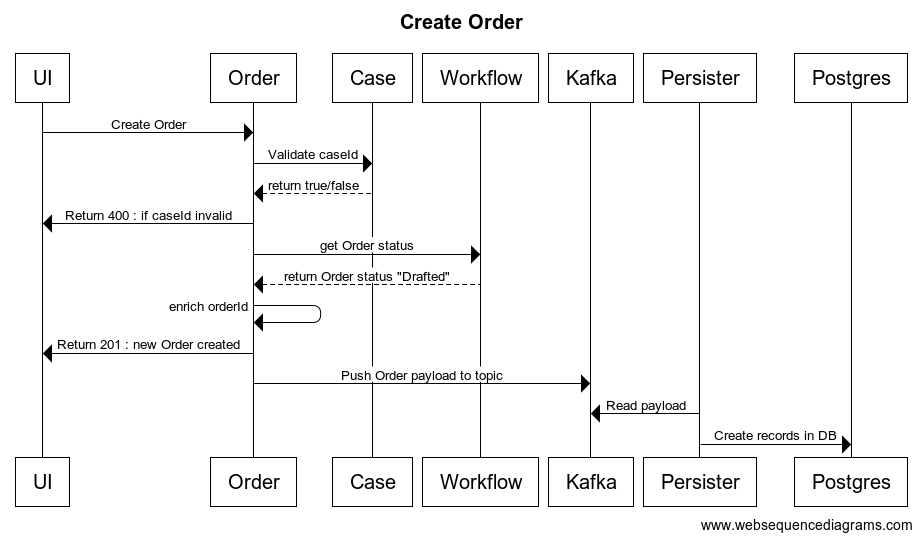 Create Order
UI Order Case Workflow Kafka Persister Postgres
Create Order
Validate caseId
return true/false
Return 400 : if caseId invalid
get Order status
return Order status "Drafted"
enrich orderId
Return 201 : new Order created
Push Order payload to topic
Read payload
Create records in DB
UI Order Case Workflow Kafka Persister Postgres
www.websequencediagrams.com